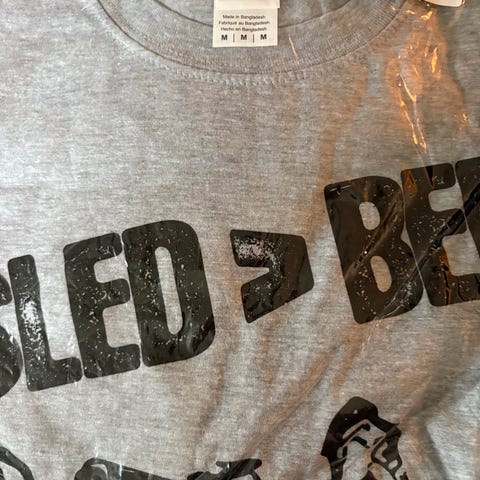 Made in Bangladesh
Fabriqué au Bangladesh
Hecho en Bangladesh
M | M | M
SLED > BE